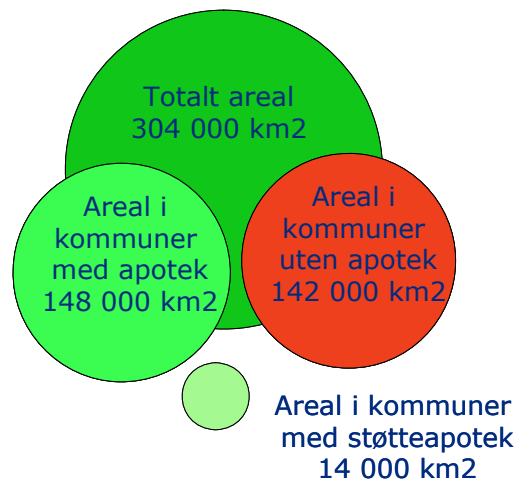 Totalt areal
304 000 km2
Areal i
kommuner
med apotek
148 000 km2
Areal i
kommuner
uten apotek
142 000 km2
Areal i kommuner
med støtteapotek
14 000 km2